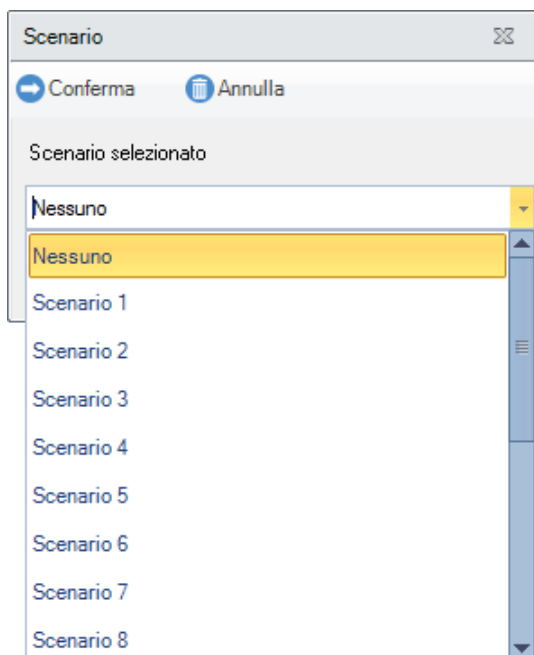 Scenario
Conferma Annulla
Scenario selezionato
Nessuno
Nessuno
Scenario 1
Scenario 2
Scenario 3
Scenario 4
Scenario 5
Scenario 6
Scenario 7
Scenario 8